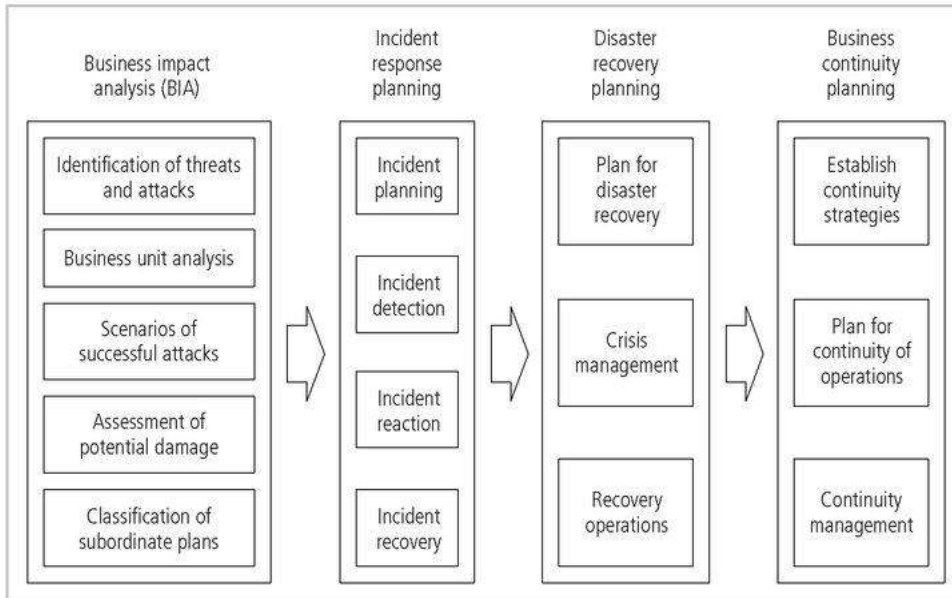 Business impact
analysis (BIA)
Identification of threats
and attacks
Business unit analysis
Scenarios of
successful attacks
Assessment of
potential damage
Classification of
subordinate plans
Incident
response
planning
Incident
planning
Incident
detection
Incident
reaction
Incident
recovery
Disaster
recovery
planning
Plan for
disaster
recovery
Crisis
management
Recovery
operations
Business
continuity
planning
Establish
continuity
strategies
Plan for
continuity of
operations
Continuity
management